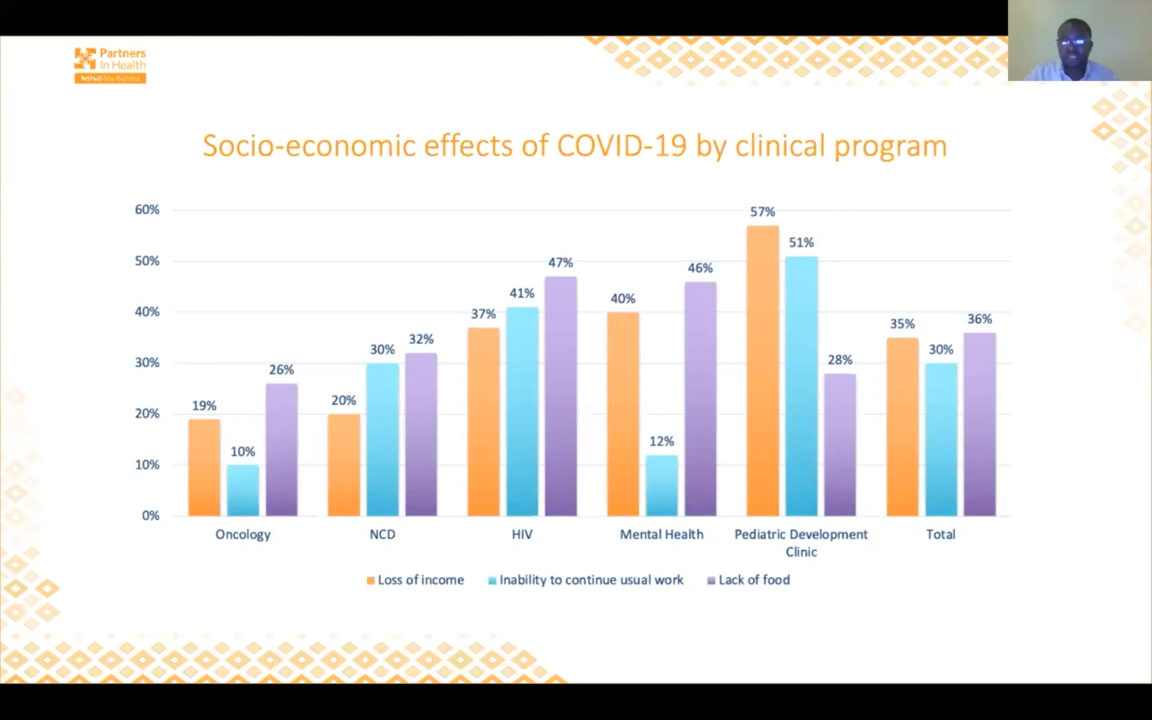 Partners
In Health
Socio-economic effects of COVID-19 by clinical program
60%
50%
40%
30%
20%
10%
0%
19%
10%
26%
20%
30%
32%
37%
41%
47%
40%
12%
46%
57%
51%
28%
35%
30%
36%
Oncology
NCD
HIV
Mental Health
Pediatric Development
Clinic
Total
Loss of income
Inability to continue usual work
Lack of food